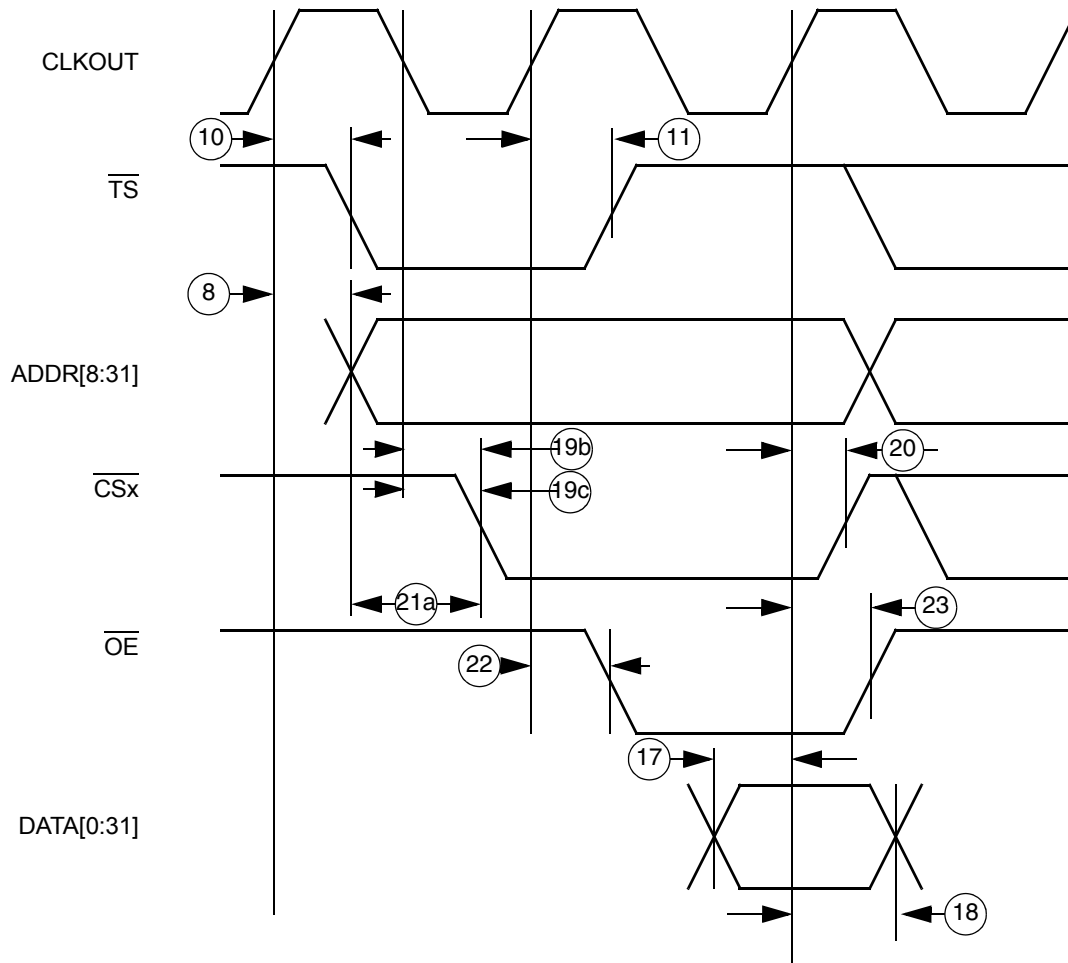 CLKOUT
10
11
TS
8
ADDR[8:31]
19b
20
CSx
19c
21a
23
OE
22
17
DATA[0:31]
18